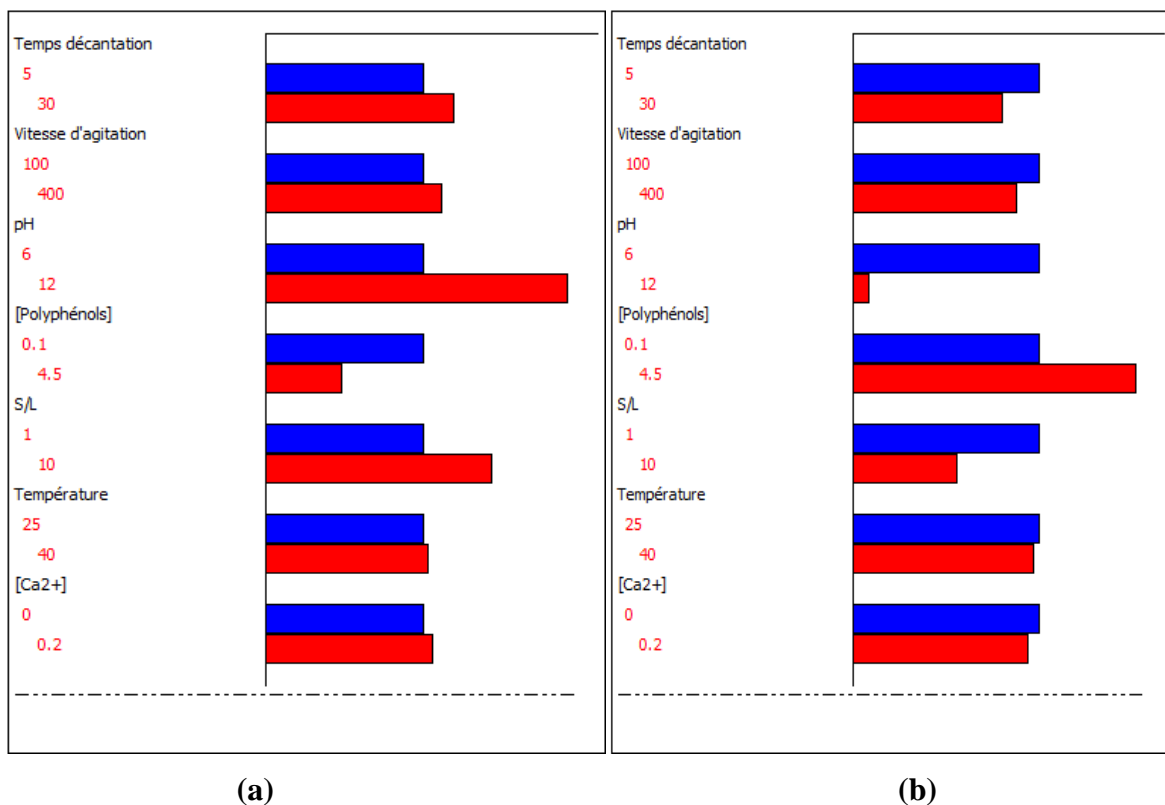 Temps décantation
5
30
Vitesse d'agitation
100
400
pH
6
12
[Polyphénols]
0.1
4.5
S/L
1
10
Température
25
40
[Ca2+]
0
0.2
(a)
Temps décantation
5
30
Vitesse d'agitation
100
400
pH
6
12
[Polyphénols]
0.1
4.5
S/L
1
10
Température
25
40
[Ca2+]
0
0.2
(b)